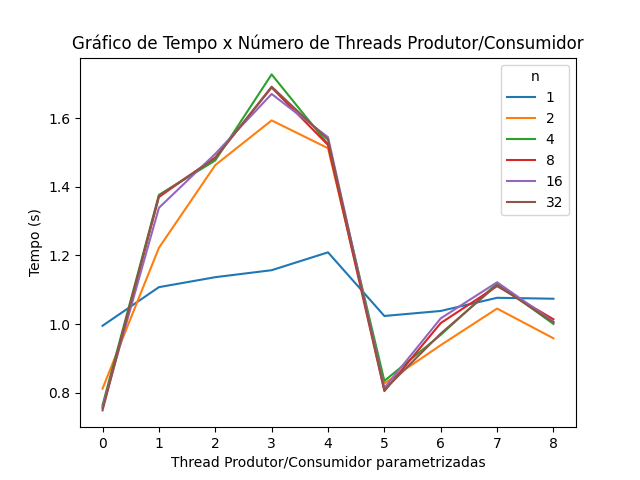 Gráfico de Tempo x Número de Threads Produtor/Consumidor
n
1
2
4
8
16
32
Tempo (s)
1.6
1.4
1.2
1.0
0.8
0 1 2 3 4 5 6 7 8
Thread Produtor/Consumidor parametrizadas